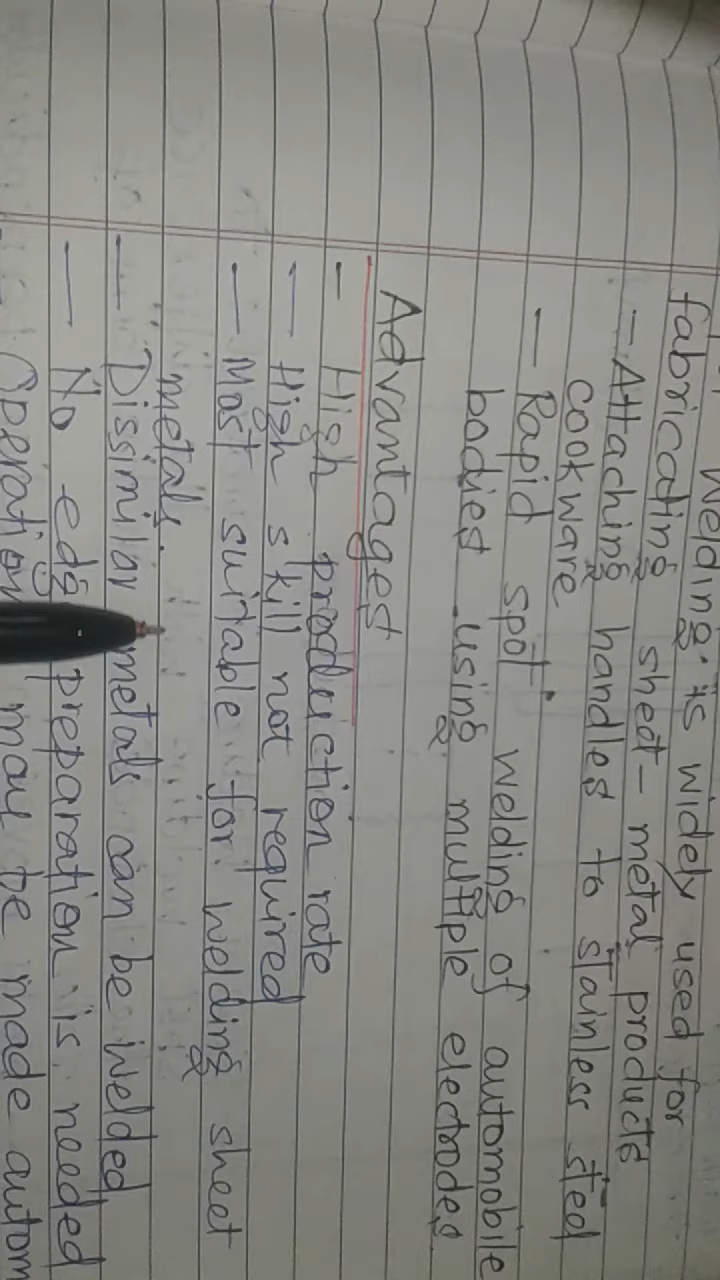 welding is widely used for
fabricating sheet-metal products
- Attaching handles to stainless steel
cookware
- Rapid spot welding of automobile
bodies using multiple electrodes
Advantages
- High production rate
- High skill not required
- Most suitable for welding sheet
metals
- Dissimilar metals can be welded
- No edg preparation is needed
Operation may be made autom